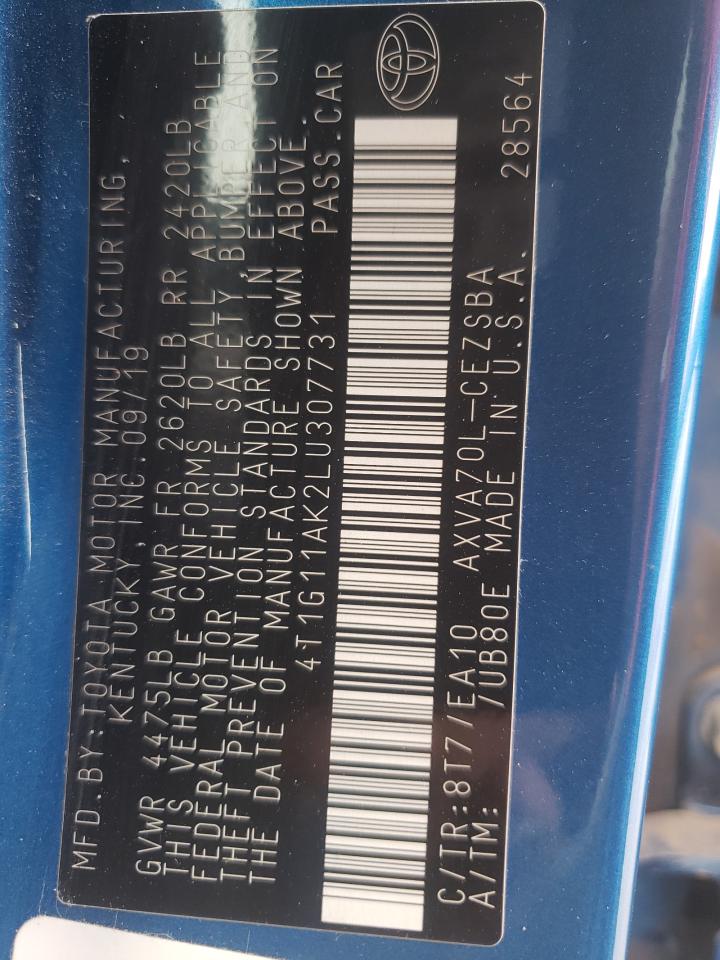 MFD.BY:TOYOTA MOTOR MANUFACTURING,
KENTUCKY,INC.09/19
GVWR 4475LB GAWR FR 2620LB RR 2420LB
THIS VEHICLE CONFORMS TO ALL APPLICABLE
FEDERAL MOTOR VEHICLE SAFETY,BUMPER AND
THEFT PREVENTION STANDARDS IN EFFECT ON
THE DATE OF MANUFACTURE SHOWN ABOVE.
4T1G11AK2LU307731 PASS.CAR
C/TR:8T7/EA10 AXVA70L-CEZSBA
A/TM: /UB80E MADE IN U.S.A. 28564